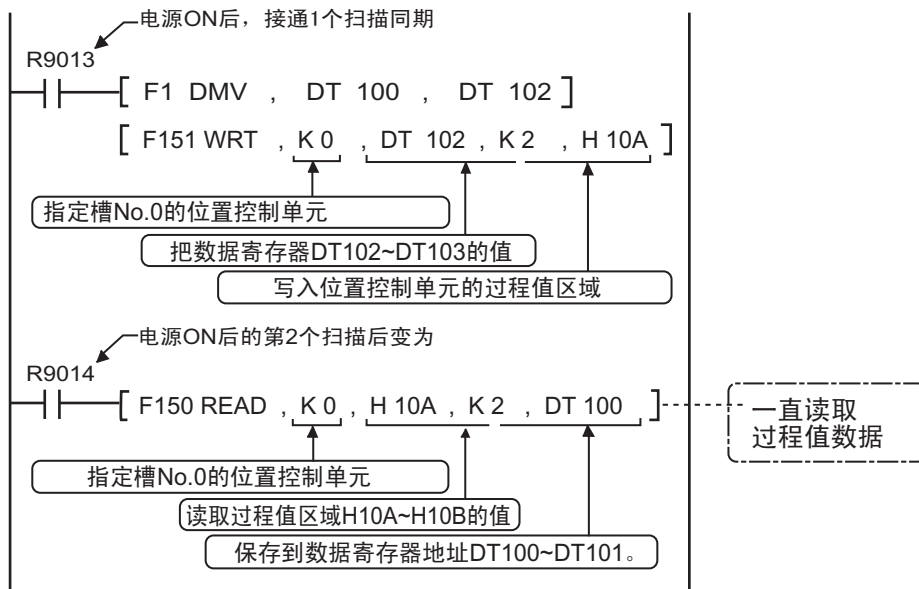 电源ON后，接通1个扫描同期
R9013
[ F1 DMV , DT 100 , DT 102 ]
[ F151 WRT , K 0 , DT 102 , K 2 , H 10A ]
指定槽No.0的位置控制单元
把数据寄存器DT102~DT103的值
写入位置控制单元的过程值区域
电源ON后的第2个扫描后变为
R9014
[ F150 READ , K 0 , H 10A , K 2 , DT 100 ]
一直读取
过程值数据
指定槽No.0的位置控制单元
读取过程值区域H10A~H10B的值
保存到数据寄存器地址DT100~DT101。